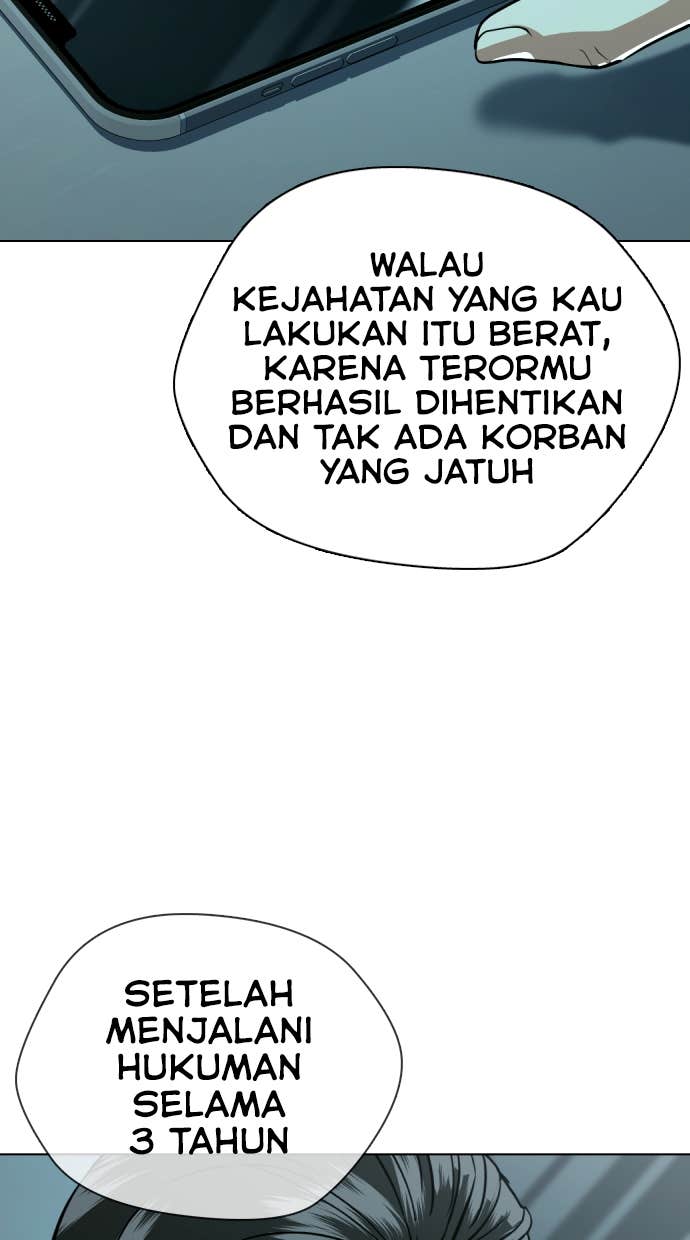 WALAU
KEJAHATAN YANG KAU
LAKUKAN ITU BERAT,
KARENA TERORMU
BERHASIL DIHENTIKAN
DAN TAK ADA KORBAN
YANG JATUH
SETELAH
MENJALANI
HUKUMAN
SELAMA
3 TAHUN